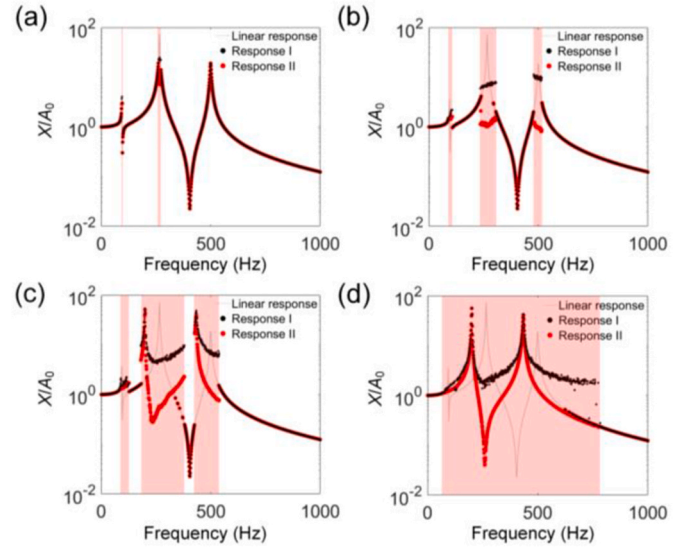 (a)
10^2
Linear response
Response I
Response II
X/A_0
10^0
10^-2
0
500
1000
Frequency (Hz)
(b)
10^2
Linear response
Response I
Response II
X/A_0
10^0
10^-2
0
500
1000
Frequency (Hz)
(c)
10^2
Linear response
Response I
Response II
X/A_0
10^0
10^-2
0
500
1000
Frequency (Hz)
(d)
10^2
Linear response
Response I
Response II
X/A_0
10^0
10^-2
0
500
1000
Frequency (Hz)